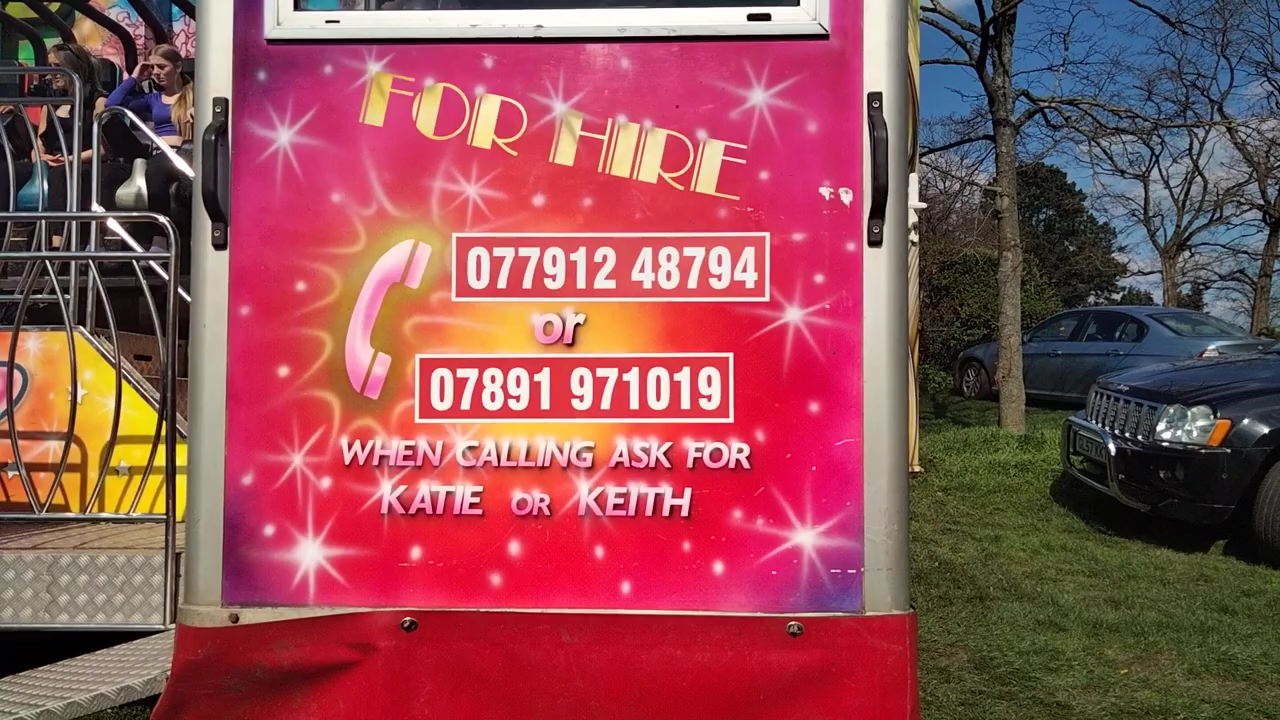 FOR HIRE
077912 48794
or
07891 971019
WHEN CALLING ASK FOR
KATIE OR KEITH